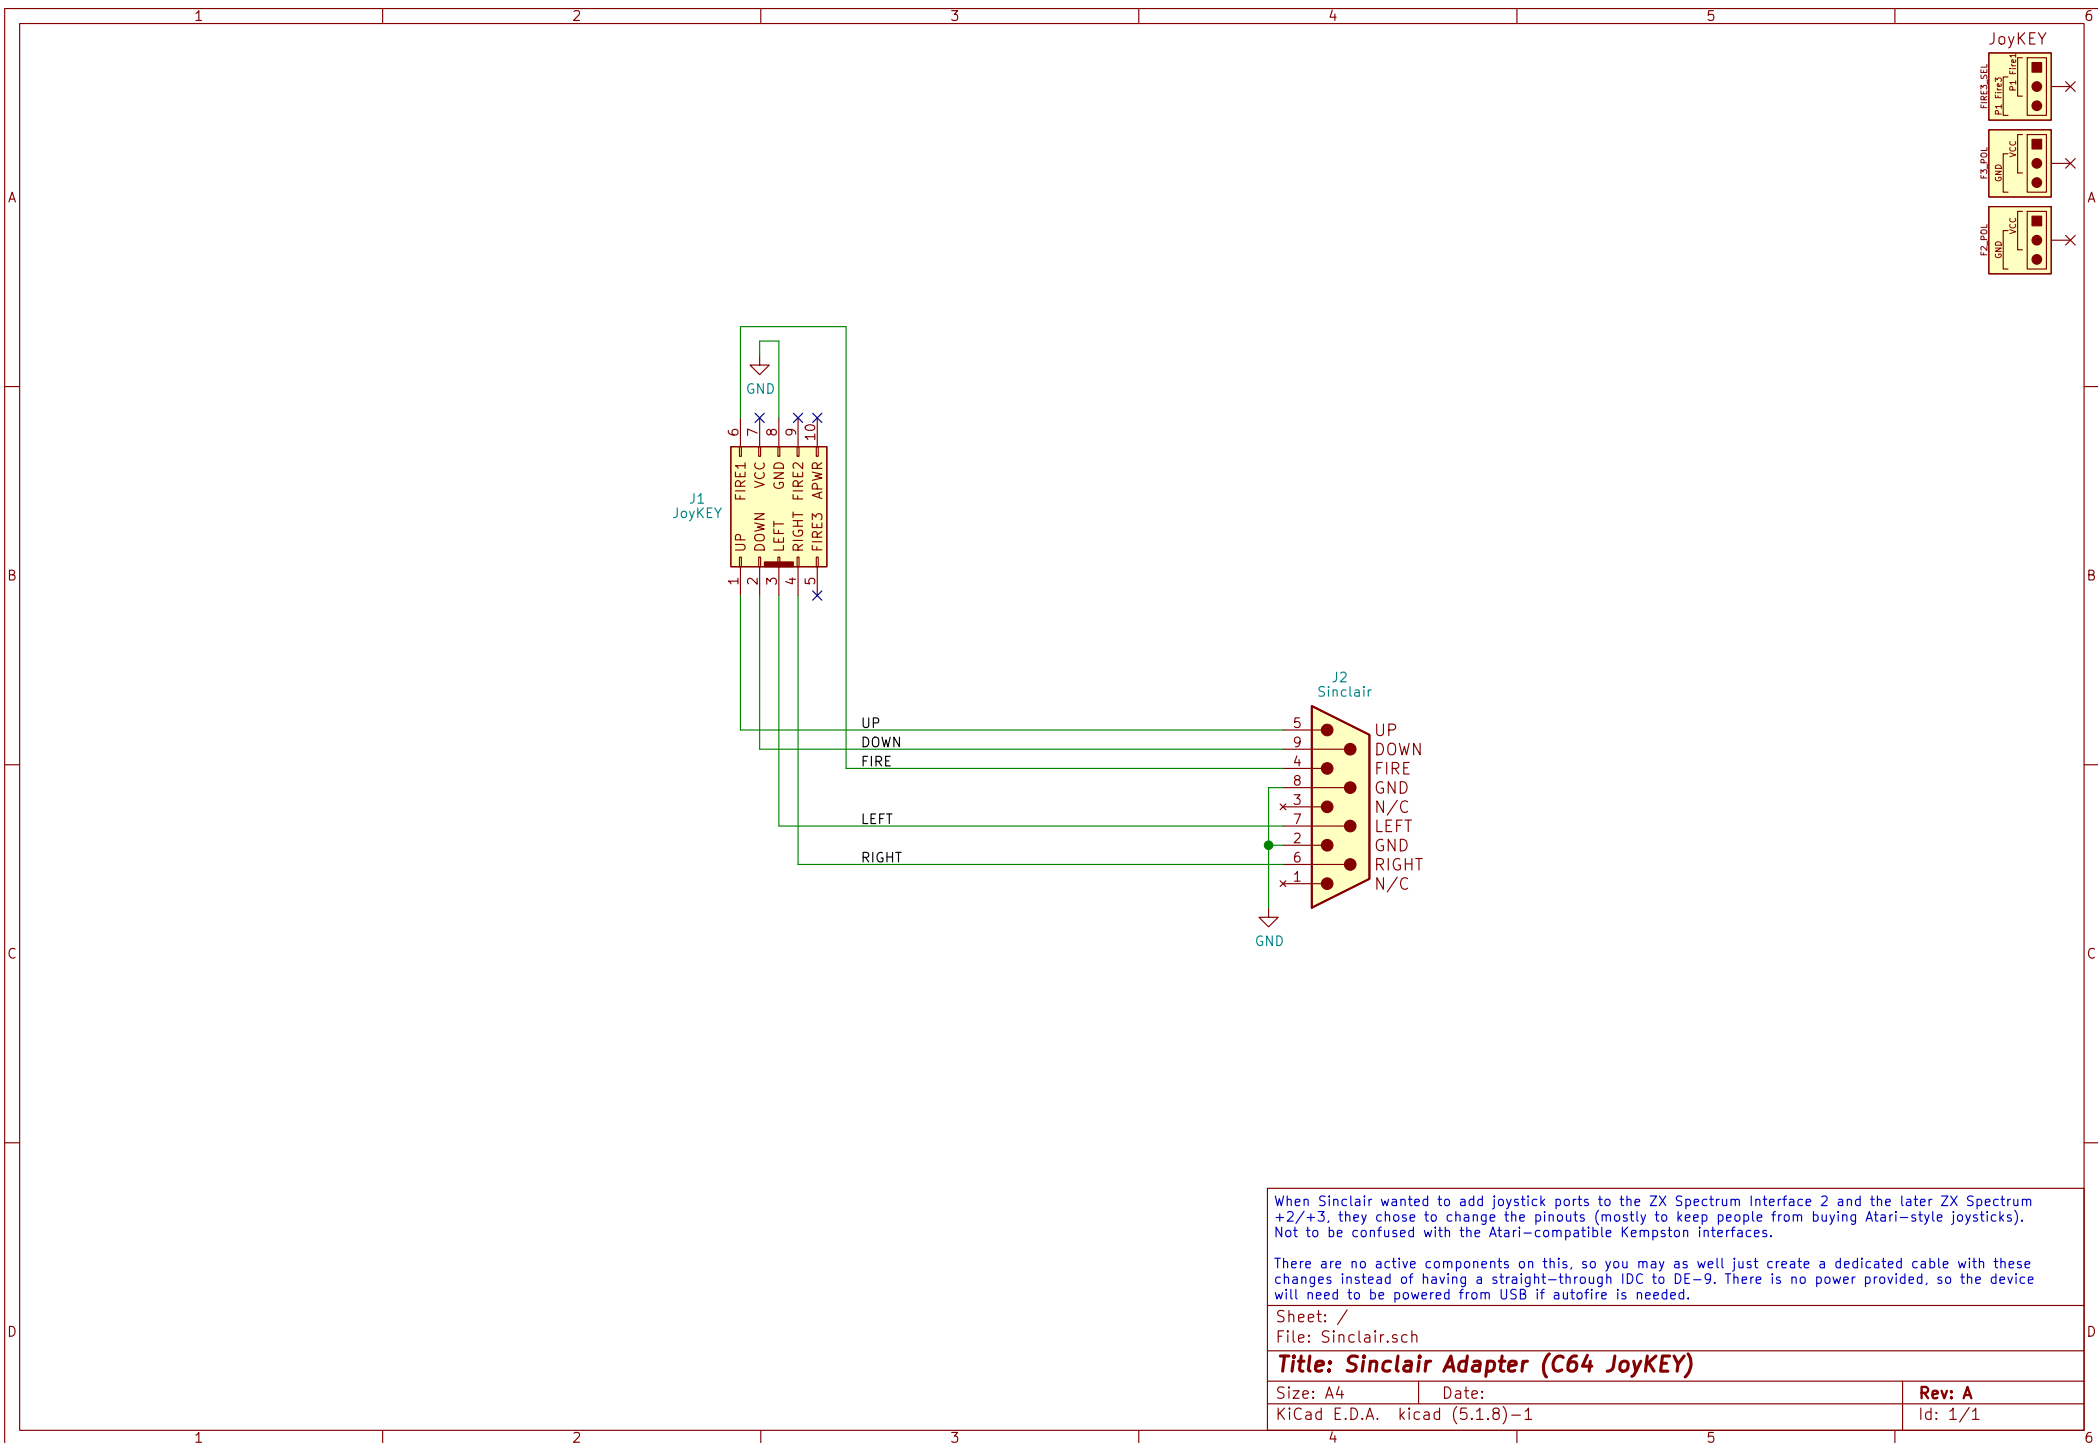 1 2 3 4 5 6
JoyKEY
FIRE3_SEL
P1 Fire3
P1 Fire1
F3_POL
GND
VCC
F2_POL
GND
VCC
A A
GND
6 7 8 9 10
FIRE1 VCC GND FIRE2 APWR
J1
JoyKEY
UP DOWN LEFT RIGHT FIRE3
1 2 3 4 5
B B
J2
Sinclair
UP 5 UP
DOWN 9 DOWN
FIRE 4 FIRE
8 GND
3 N/C
LEFT 7 LEFT
2 GND
RIGHT 6 RIGHT
1 N/C
GND
C C
When Sinclair wanted to add joystick ports to the ZX Spectrum Interface 2 and the later ZX Spectrum
+2/+3, they chose to change the pinouts (mostly to keep people from buying Atari-style joysticks).
Not to be confused with the Atari-compatible Kempston interfaces.
There are no active components on this, so you may as well just create a dedicated cable with these
changes instead of having a straight-through IDC to DE-9. There is no power provided, so the device
will need to be powered from USB if autofire is needed.
Sheet: /
File: Sinclair.sch
D D
Title: Sinclair Adapter (C64 JoyKEY)
Size: A4 Date: Rev: A
KiCad E.D.A. kicad (5.1.8)-1 Id: 1/1
1 2 3 4 5 6